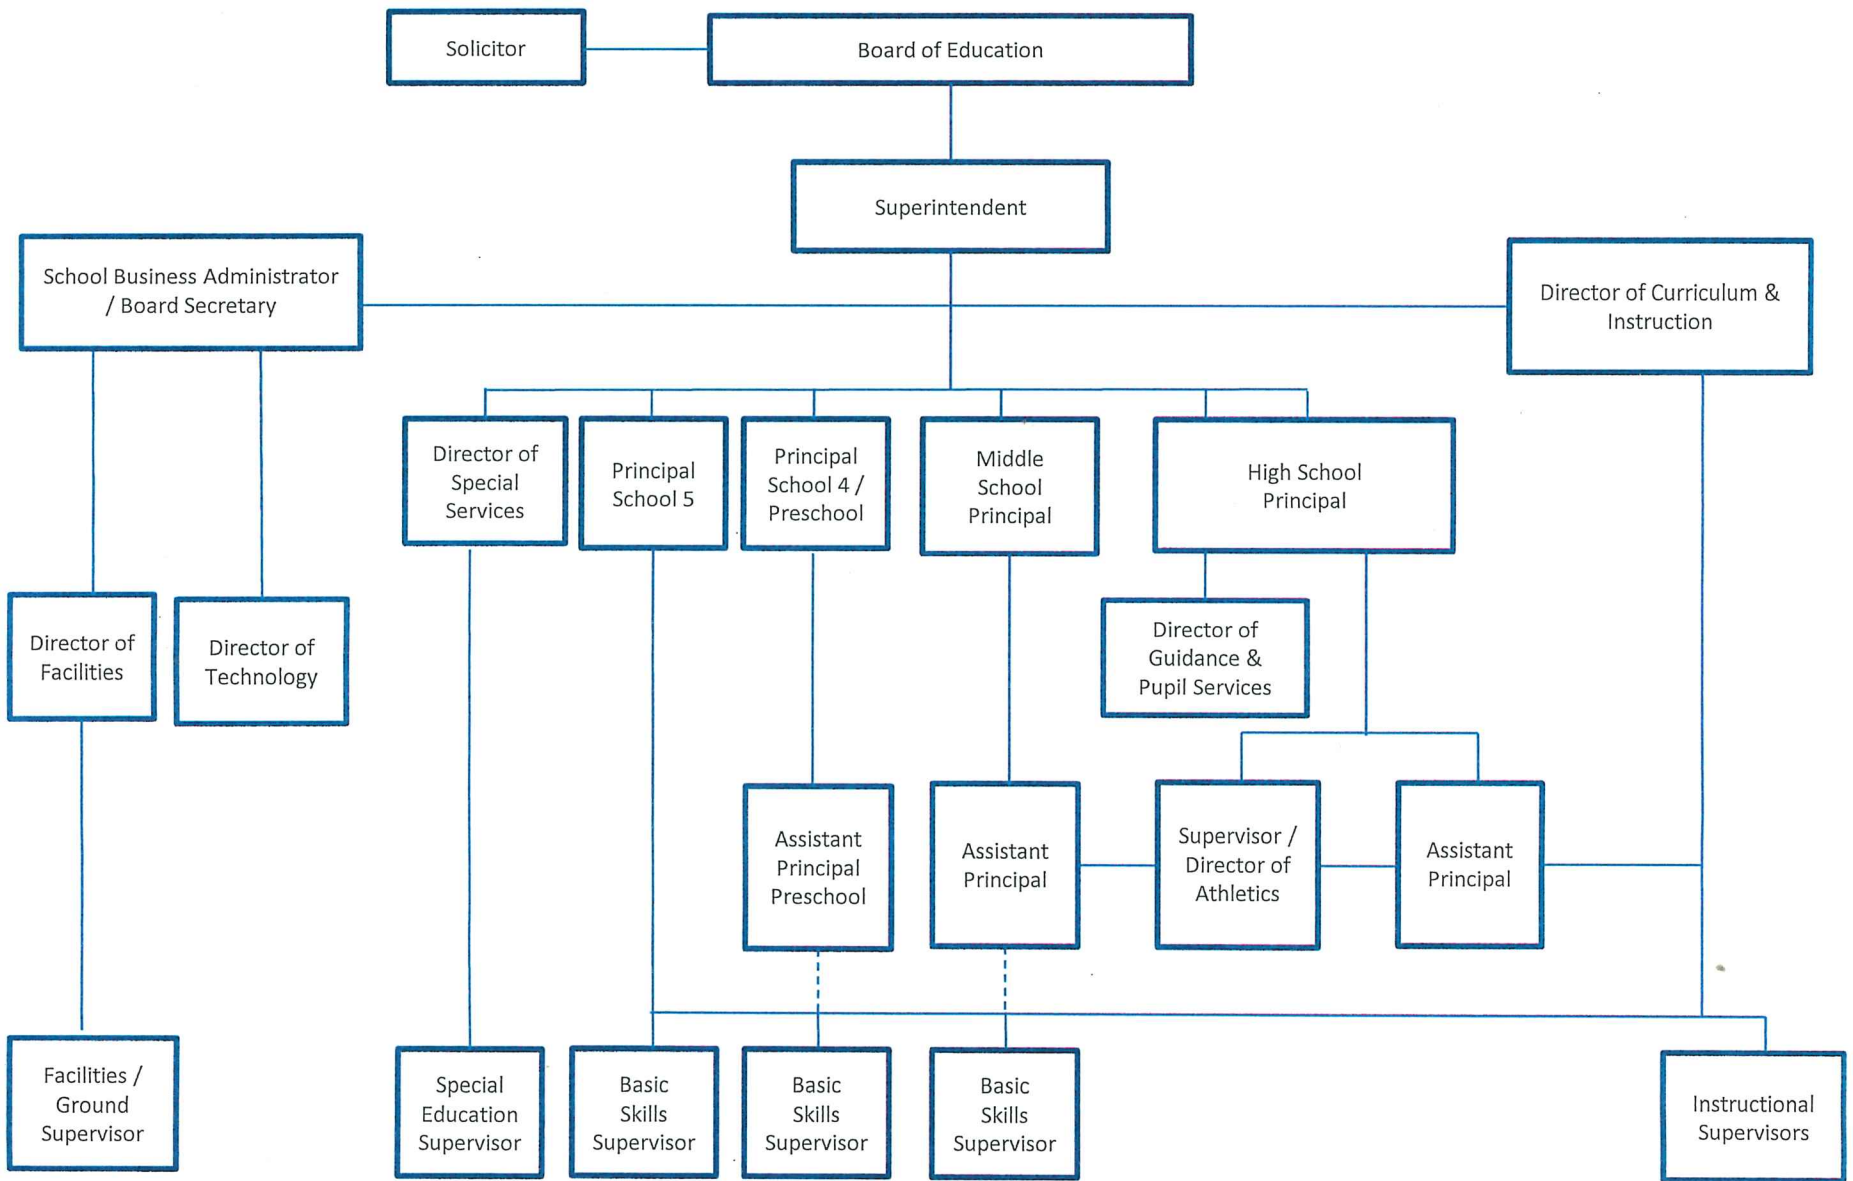 Solicitor
Board of Education
Superintendent
School Business Administrator
/ Board Secretary
Director of Curriculum &
Instruction
Director of
Special
Services
Principal
School 5
Principal
School 4 /
Preschool
Middle
School
Principal
High School
Principal
Director of
Facilities
Director of
Technology
Director of
Guidance &
Pupil Services
Assistant
Principal
Preschool
Assistant
Principal
Supervisor /
Director of
Athletics
Assistant
Principal
Facilities /
Ground
Supervisor
Special
Education
Supervisor
Basic
Skills
Supervisor
Basic
Skills
Supervisor
Basic
Skills
Supervisor
Instructional
Supervisors